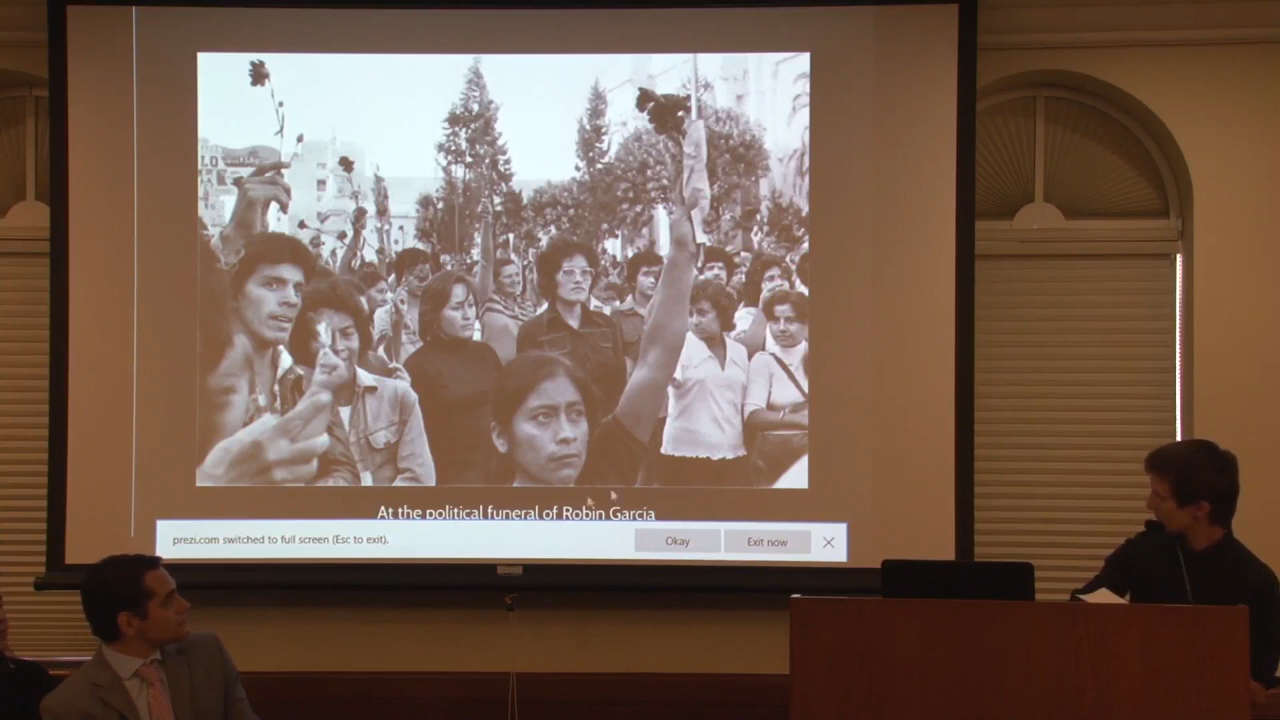 At the political funeral of Robin García
prezi.com switched to full screen (Esc to exit).
Okay
Exit now